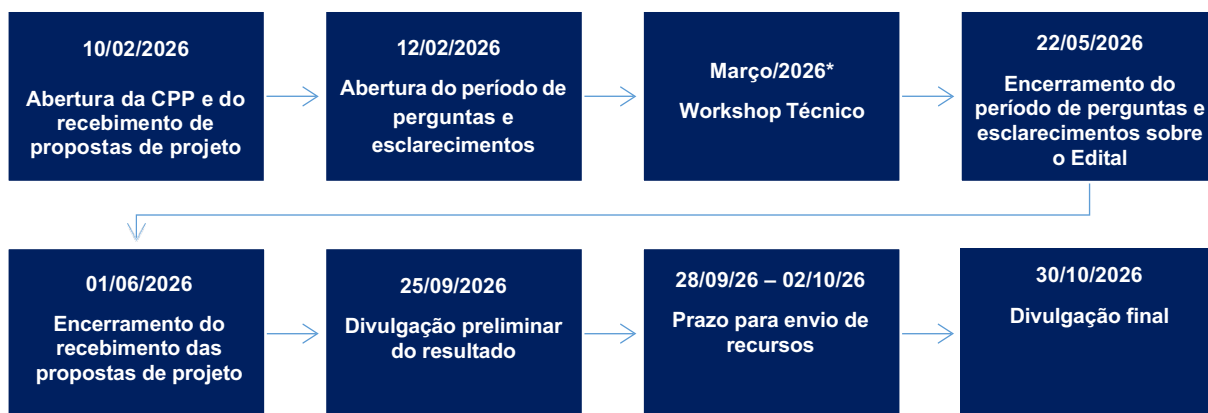 10/02/2026
Abertura da CPP e do
recebimento de
propostas de projeto
12/02/2026
Abertura do período de
perguntas e
esclarecimentos
Março/2026*
Workshop Técnico
22/05/2026
Encerramento do
período de perguntas e
esclarecimentos sobre
o Edital
01/06/2026
Encerramento do
recebimento das
propostas de projeto
25/09/2026
Divulgação preliminar
do resultado
28/09/26 – 02/10/26
Prazo para envio de
recursos
30/10/2026
Divulgação final